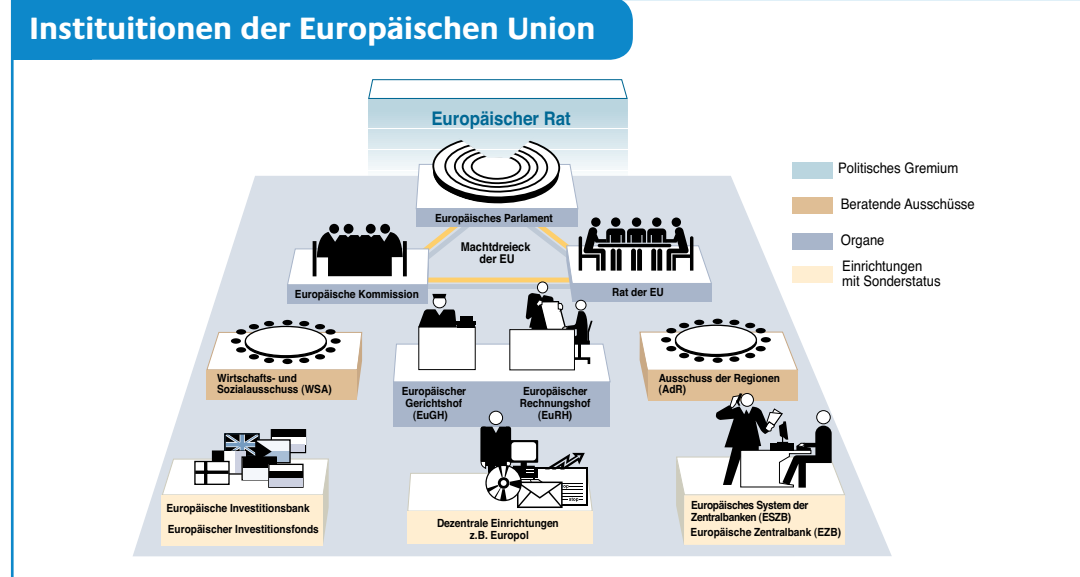 Instituitionen der Europäischen Union
Europäischer Rat
Europäisches Parlament
Machtdreieck
der EU
Europäische Kommission
Rat der EU
Politisches Gremium
Beratende Ausschüsse
Organe
Einrichtungen
mit Sonderstatus
Wirtschafts- und
Sozialausschuss (WSA)
Europäischer
Gerichtshof
(EuGH)
Europäischer
Rechnungshof
(EuRH)
Ausschuss der Regionen
(AdR)
Europäische Investitionsbank
Europäischer Investitionsfonds
Dezentrale Einrichtungen
z.B. Europol
Europäisches System der
Zentralbanken (ESZB)
Europäische Zentralbank (EZB)